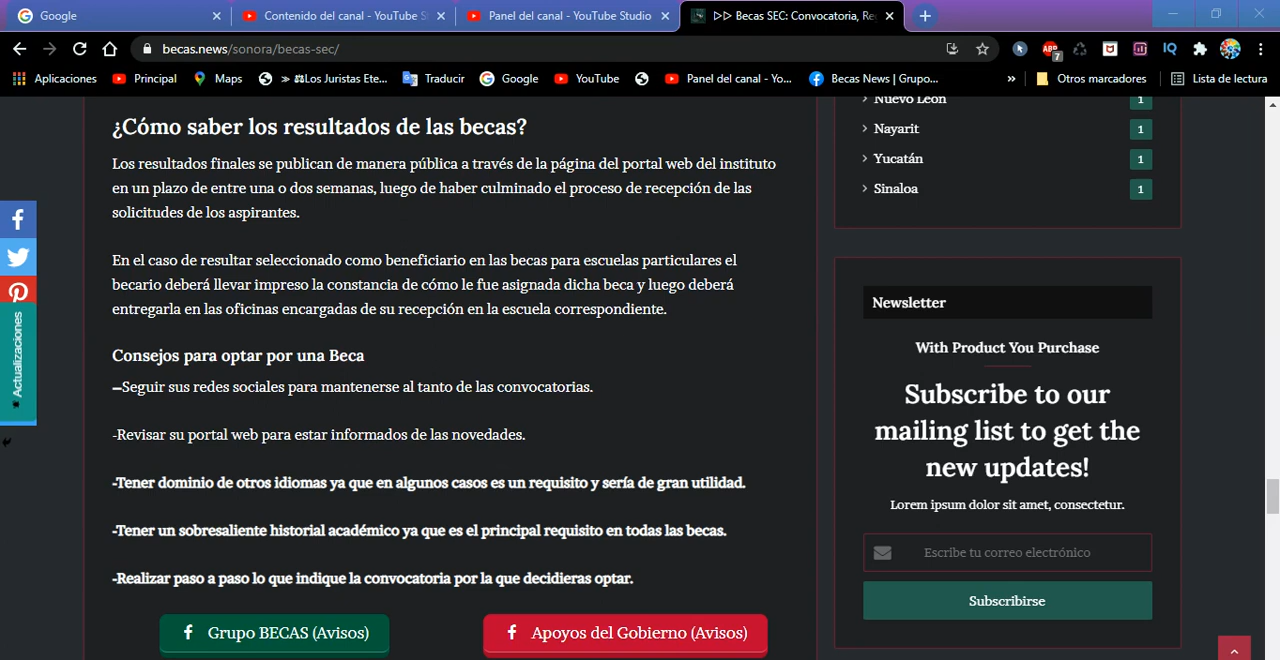 Google
Contenido del canal - YouTube S
Panel del canal - YouTube Studio
▷▷ Becas SEC: Convocatoria, Re
becas.news/sonora/becas-sec/
7
IQ
Aplicaciones
Principal
Maps
» ⚖Los Juristas Ete...
Traducir
Google
YouTube
Panel del canal - Yo...
Becas News | Grupo...
»
Otros marcadores
Lista de lectura
¿Cómo saber los resultados de las becas?
Los resultados finales se publican de manera pública a través de la página del portal web del instituto
en un plazo de entre una o dos semanas, luego de haber culminado el proceso de recepción de las
solicitudes de los aspirantes.
En el caso de resultar seleccionado como beneficiario en las becas para escuelas particulares el
becario deberá llevar impreso la constancia de cómo le fue asignada dicha beca y luego deberá
entregarla en las oficinas encargadas de su recepción en la escuela correspondiente.
Consejos para optar por una Beca
–Seguir sus redes sociales para mantenerse al tanto de las convocatorias.
-Revisar su portal web para estar informados de las novedades.
-Tener dominio de otros idiomas ya que en algunos casos es un requisito y sería de gran utilidad.
-Tener un sobresaliente historial académico ya que es el principal requisito en todas las becas.
-Realizar paso a paso lo que indique la convocatoria por la que decidieras optar.
Grupo BECAS (Avisos)
Apoyos del Gobierno (Avisos)
Actualizaciones
Nuevo León 1
Nayarit 1
Yucatán 1
Sinaloa 1
Newsletter
With Product You Purchase
Subscribe to our
mailing list to get the
new updates!
Lorem ipsum dolor sit amet, consectetur.
Escribe tu correo electrónico
Subscribirse